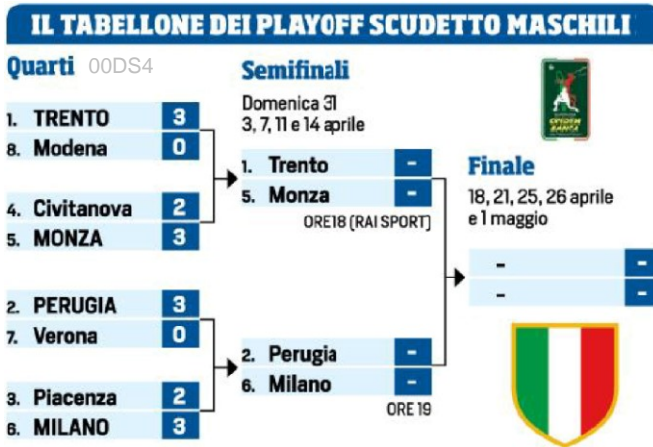 IL TABELLONE DEI PLAYOFF SCUDETTO MASCHILI
Quarti 00DS4
1. TRENTO 3
8. Modena 0
4. Civitanova 2
5. MONZA 3
2. PERUGIA 3
7. Verona 0
3. Piacenza 2
6. MILANO 3
Semifinali
Domenica 31
3, 7, 11 e 14 aprile
1. Trento -
5. Monza -
ORE18 (RAI SPORT)
2. Perugia -
6. Milano -
ORE 19
Finale
18, 21, 25, 26 aprile
e 1 maggio
- -
- -